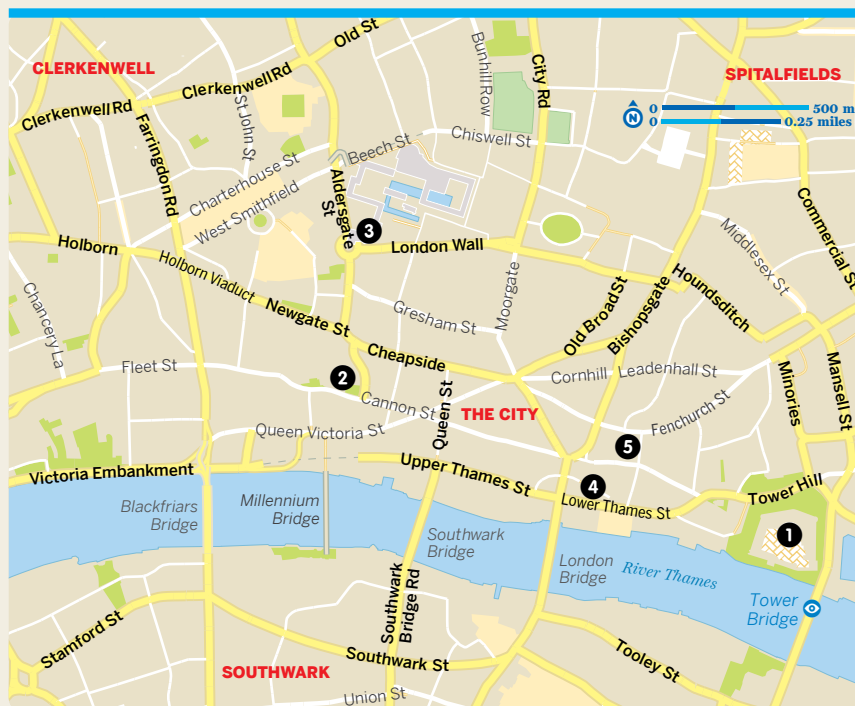 Old St
CLERKENWELL
Clerkenwell Rd
Clerkenwell Rd
St John St
Farringdon Rd
Bunhill Row
City Rd
SPITALFIELDS
N
0 500 m
0 0.25 miles
Chiswell St
Beech St
Charterhouse St
West Smithfield
Aldersgate
St
3
London Wall
Commercial St
Middlesex St
Holborn
Holborn Viaduct
Newgate St
Gresham St
Moorgate
Old Broad St
Bishopsgate
Houndsditch
Chancery La
Fleet St
Cheapside
2
Cannon St
Queen St
THE CITY
Cornhill
Leadenhall St
Fenchurch St
Minories
Mansell St
Queen Victoria St
5
Victoria Embankment
Upper Thames St
4
Lower Thames St
Tower Hill
1
Blackfriars
Bridge
Millennium
Bridge
Southwark
Bridge
London
Bridge
River Thames
Tower
Bridge
Southwark
Bridge Rd
Stamford St
SOUTHWARK
Southwark St
Union St
Tooley St